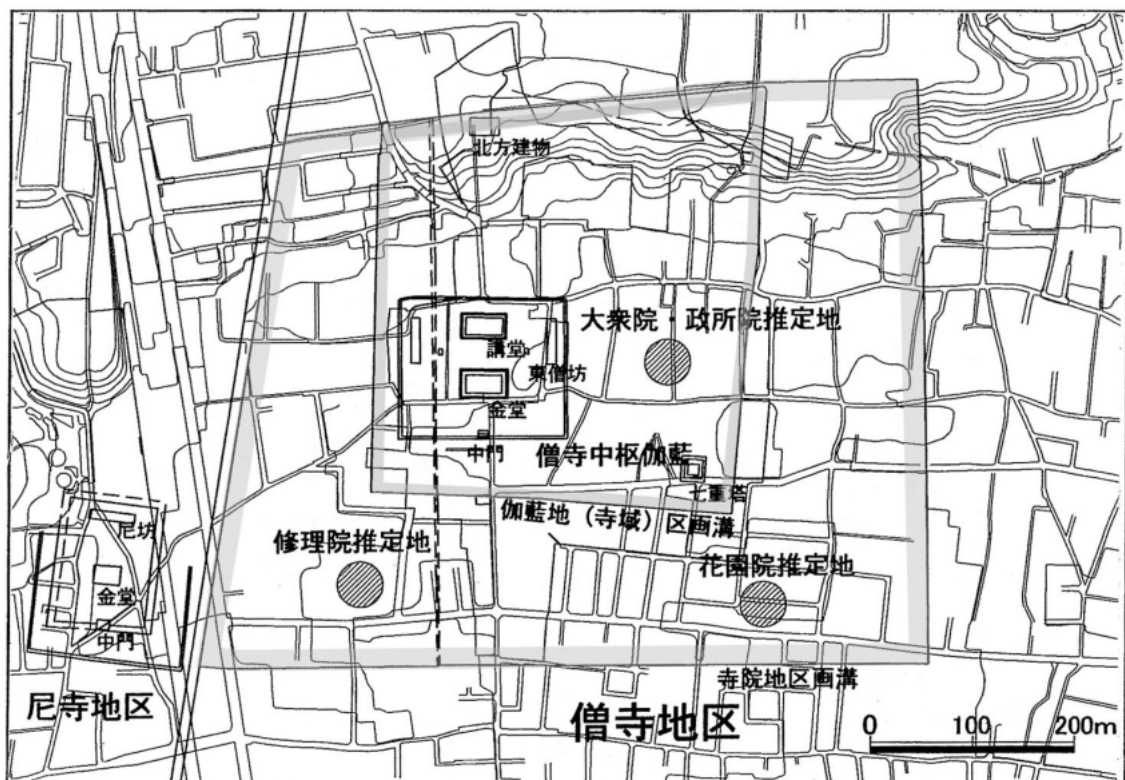 北方建物
大衆院・政所院推定地
講堂
東僧坊
金堂
中門
僧寺中枢伽藍
七重塔
伽藍地（寺域）区画溝
修理院推定地
花園院推定地
尼坊
金堂
中門
寺院地区画溝
尼寺地区
僧寺地区
0 100 200m